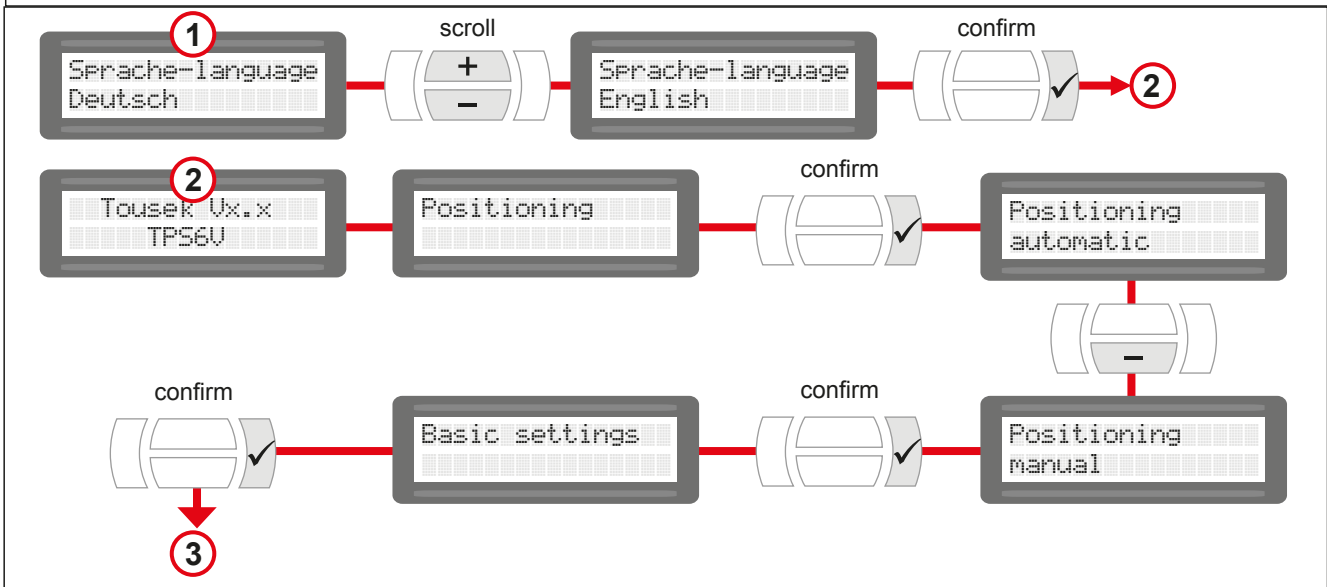 1
scroll
confirm
Sprache-language
Deutsch
+
−
Sprache-language
English
✓
2
2
Tousek Vx.x
TPS6V
Positioning
confirm
✓
Positioning
automatic
−
confirm
✓
Basic settings
confirm
✓
Positioning
manual
3